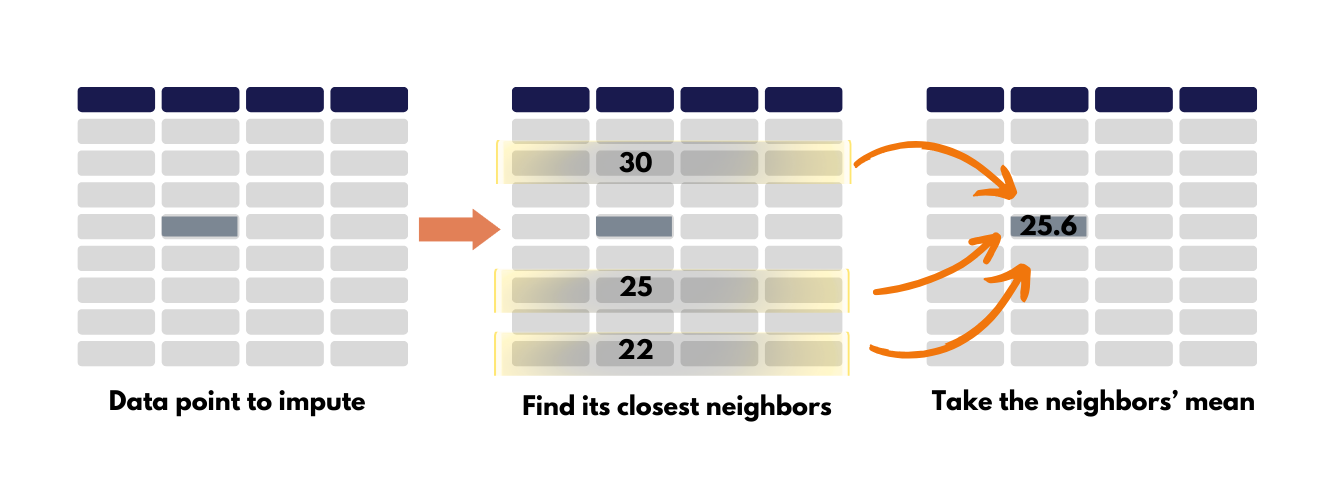 30
25.6
25
22
Data point to impute
Find its closest neighbors
Take the neighbors’ mean